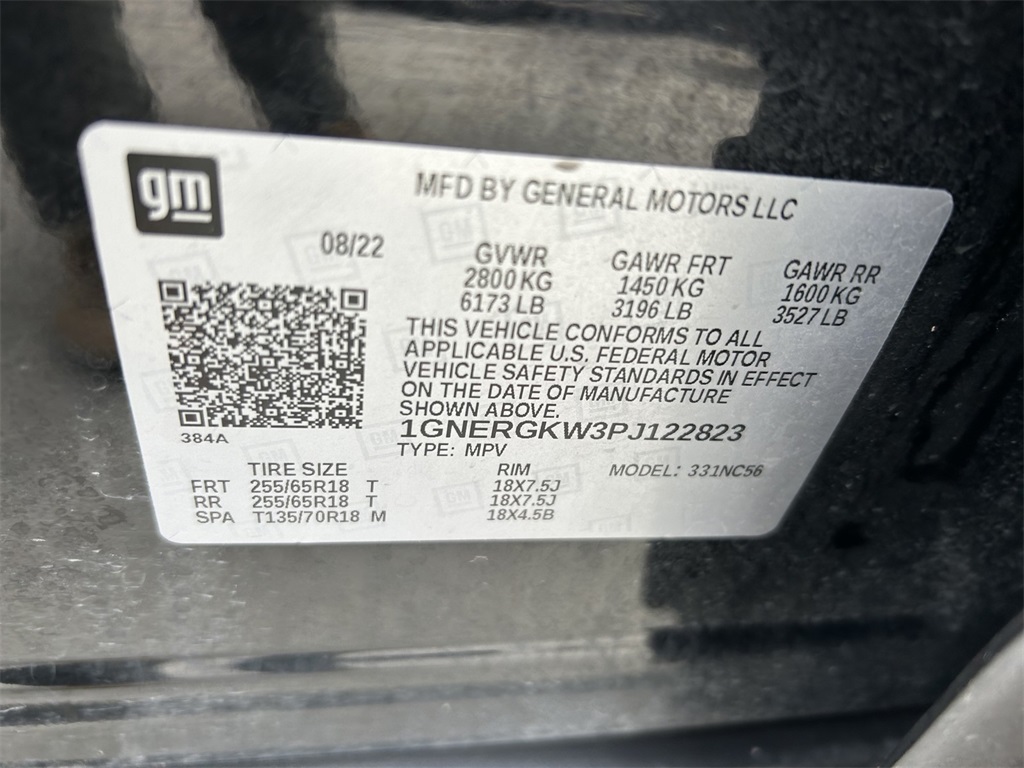 gm
MFD BY GENERAL MOTORS LLC
08/22
GVWR
2800 KG
6173 LB
GAWR FRT
1450 KG
3196 LB
GAWR RR
1600 KG
3527 LB
THIS VEHICLE CONFORMS TO ALL
APPLICABLE U.S. FEDERAL MOTOR
VEHICLE SAFETY STANDARDS IN EFFECT
ON THE DATE OF MANUFACTURE
SHOWN ABOVE.
1GNERGKW3PJ122823
384A
TYPE: MPV
TIRE SIZE RIM MODEL: 331NC56
FRT 255/65R18 T 18X7.5J
RR 255/65R18 T 18X7.5J
SPA T135/70R18 M 18X4.5B